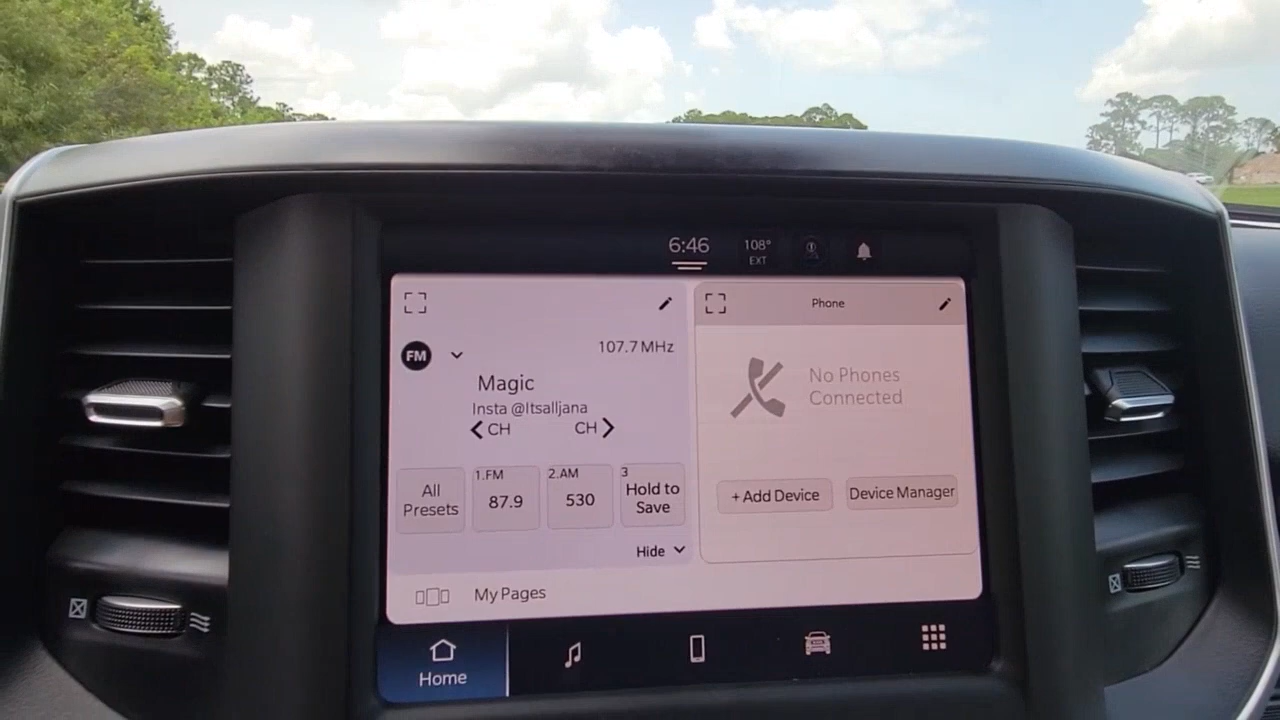 6:46
108°
EXT
FM
107.7 MHz
Magic
Insta @Itsalljana
CH
CH
All
Presets
1.FM
87.9
2.AM
530
3
Hold to
Save
Hide
My Pages
Phone
No Phones
Connected
+ Add Device
Device Manager
Home